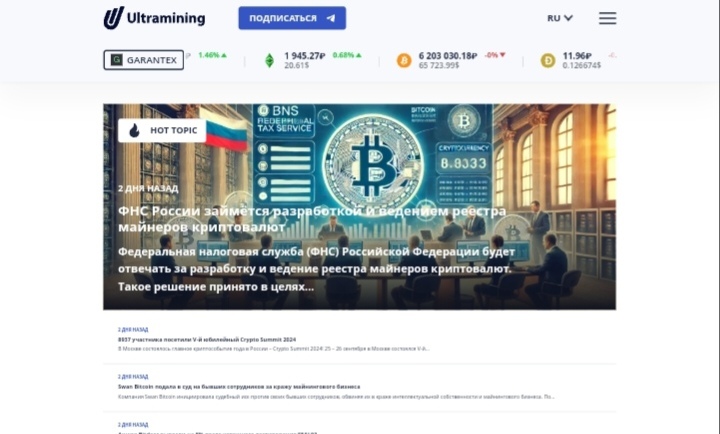 Ultramining
ПОДПИСАТЬСЯ
RU
GARANTEX
1.46%
1 945.27₽ 0.68%
20.61$
6 203 030.18₽ -0%
65 723.99$
11.96₽
0.126674$
BNS
TAX SERVICE
BITCOIN
CRYPTOCURRENCY
8.8333
HOT TOPIC
2 ДНЯ НАЗАД
ФНС России займётся разработкой и ведением реестра
майнеров криптовалют
Федеральная налоговая служба (ФНС) Российской Федерации будет
отвечать за разработку и ведение реестра майнеров криптовалют.
Такое решение принято в целях...
2 ДНЯ НАЗАД
8057 участника посетили V-й юбилейный Crypto Summit 2024
В Москве состоялось главное криптособытие года в России – Crypto Summit 2024! 25 – 26 сентября в Москве состоялся V-й...
2 ДНЯ НАЗАД
Swan Bitcoin подала в суд на бывших сотрудников за кражу майнингового бизнеса
Компания Swan Bitcoin инициировала судебный иск против своих бывших сотрудников, обвиняя их в краже интеллектуальной собственности и майнингового бизнеса. По...
2 ДНЯ НАЗАД